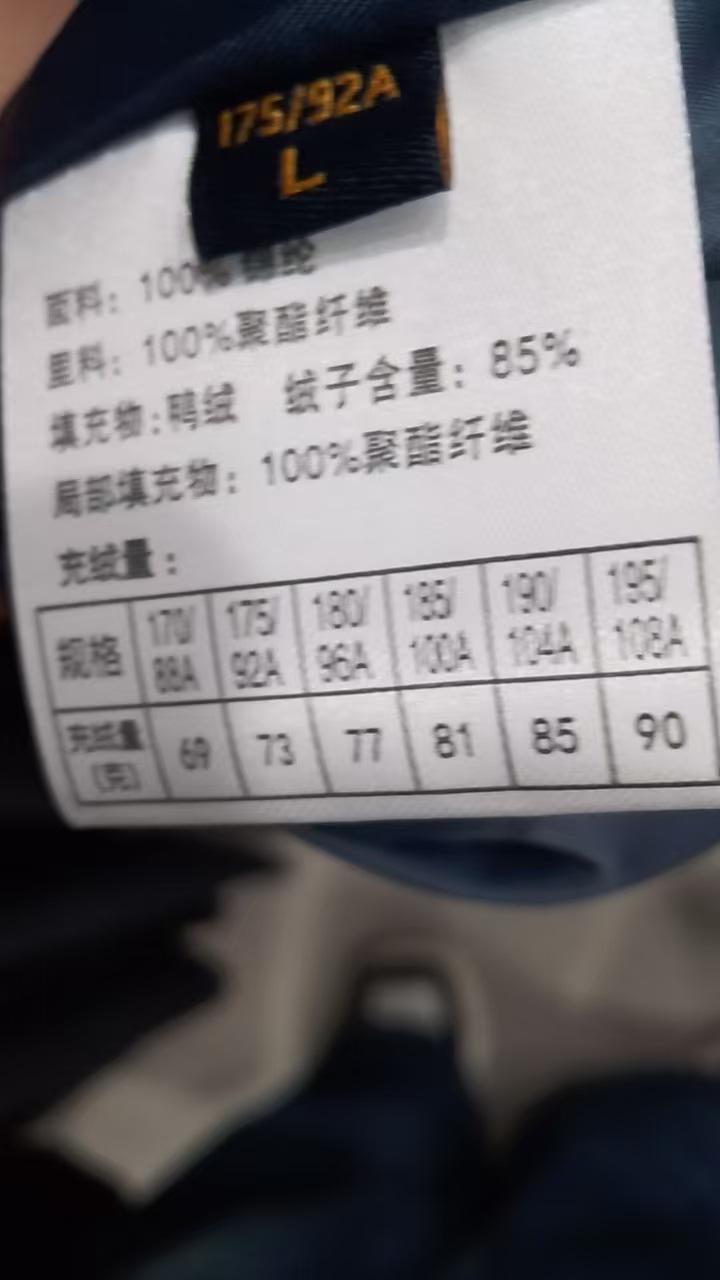 175/92A
L
面料：100%锦纶
里料：100%聚酯纤维
填充物：鸭绒 绒子含量：85%
局部填充物：100%聚酯纤维
充绒量：
规格 170/88A 175/92A 180/96A 185/100A 190/104A 195/108A
充绒量(克) 69 73 77 81 85 90